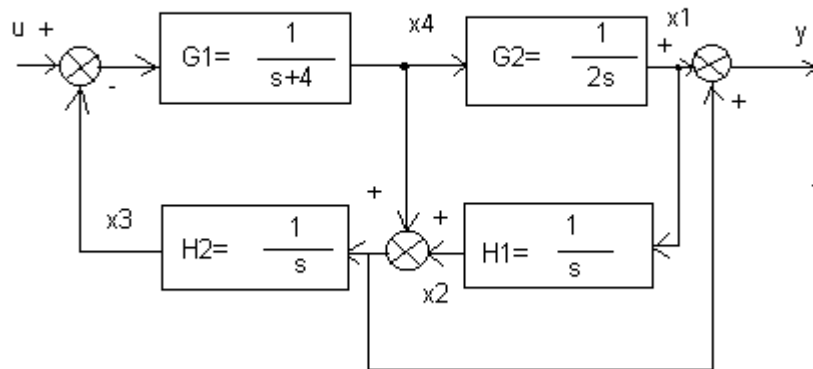 u +
-
G1= 1/(s+4)
x4
G2= 1/(2s)
x1
+
+
y
x3
H2= 1/s
+
+
x2
H1= 1/s